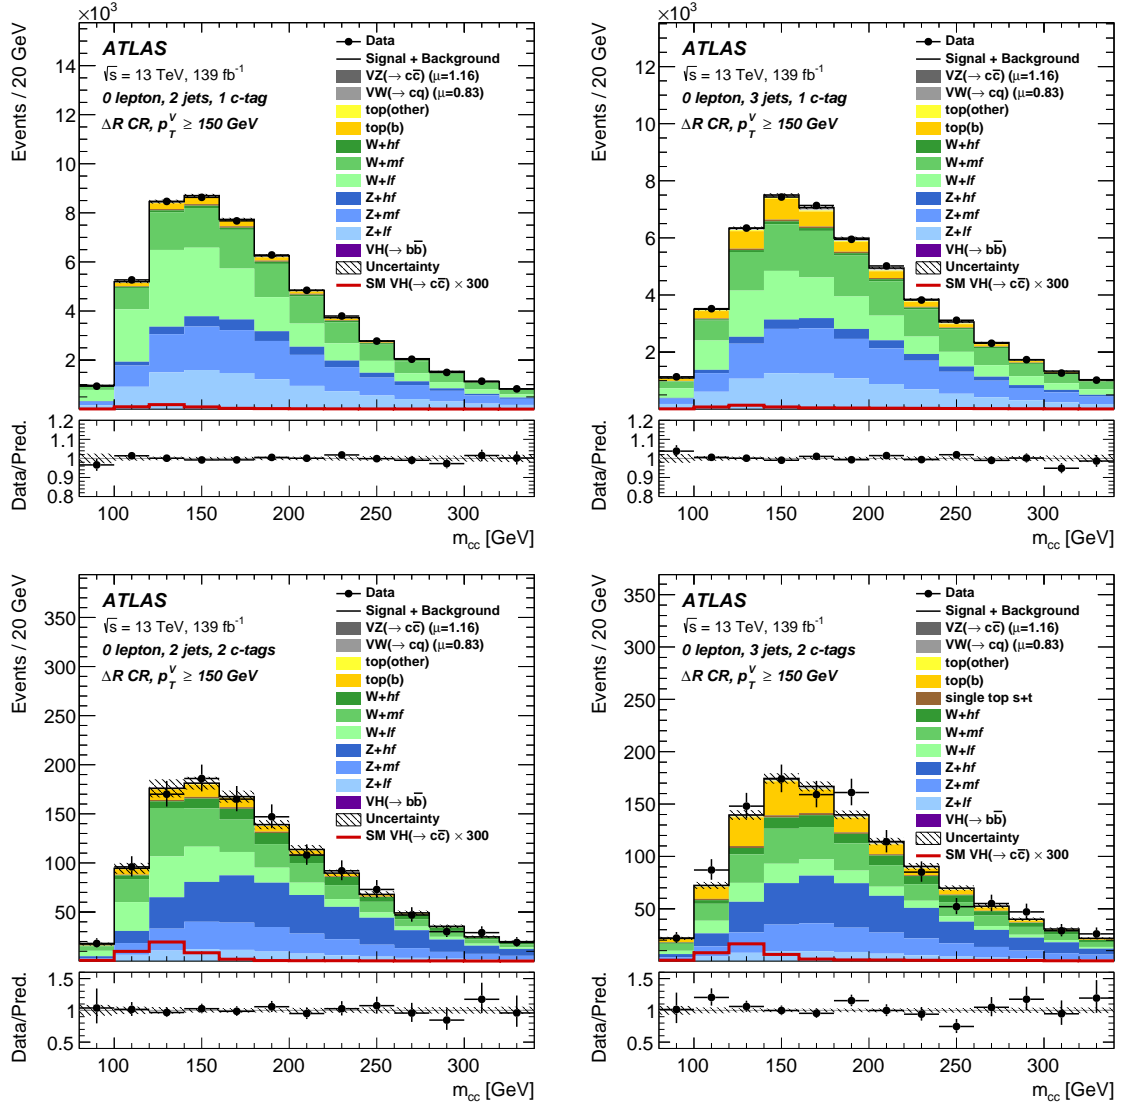 ×10³
Events / 20 GeV
14
12
10
8
6
4
2
ATLAS
√s = 13 TeV, 139 fb⁻¹
0 lepton, 2 jets, 1 c-tag
ΔR CR, p_T^V ≥ 150 GeV
Data
Signal + Background
VZ(→ cc̅) (μ=1.16)
VW(→ cq) (μ=0.83)
top(other)
top(b)
W+hf
W+mf
W+lf
Z+hf
Z+mf
Z+lf
VH(→ bb̅)
Uncertainty
SM VH(→ cc̅) × 300
Data/Pred.
1.2
1.1
1
0.9
0.8
100 150 200 250 300
m_cc [GeV]
×10³
Events / 20 GeV
12
10
8
6
4
2
ATLAS
√s = 13 TeV, 139 fb⁻¹
0 lepton, 3 jets, 1 c-tag
ΔR CR, p_T^V ≥ 150 GeV
Data
Signal + Background
VZ(→ cc̅) (μ=1.16)
VW(→ cq) (μ=0.83)
top(other)
top(b)
W+hf
W+mf
W+lf
Z+hf
Z+mf
Z+lf
VH(→ bb̅)
Uncertainty
SM VH(→ cc̅) × 300
Data/Pred.
1.2
1.1
1
0.9
0.8
100 150 200 250 300
m_cc [GeV]
Events / 20 GeV
350
300
250
200
150
100
50
ATLAS
√s = 13 TeV, 139 fb⁻¹
0 lepton, 2 jets, 2 c-tags
ΔR CR, p_T^V ≥ 150 GeV
Data
Signal + Background
VZ(→ cc̅) (μ=1.16)
VW(→ cq) (μ=0.83)
top(other)
top(b)
W+hf
W+mf
W+lf
Z+hf
Z+mf
Z+lf
VH(→ bb̅)
Uncertainty
SM VH(→ cc̅) × 300
Data/Pred.
1.5
1
0.5
100 150 200 250 300
m_cc [GeV]
Events / 20 GeV
350
300
250
200
150
100
50
ATLAS
√s = 13 TeV, 139 fb⁻¹
0 lepton, 3 jets, 2 c-tags
ΔR CR, p_T^V ≥ 150 GeV
Data
Signal + Background
VZ(→ cc̅) (μ=1.16)
VW(→ cq) (μ=0.83)
top(other)
top(b)
single top s+t
W+hf
W+mf
W+lf
Z+hf
Z+mf
Z+lf
VH(→ bb̅)
Uncertainty
SM VH(→ cc̅) × 300
Data/Pred.
1.5
1
0.5
100 150 200 250 300
m_cc [GeV]